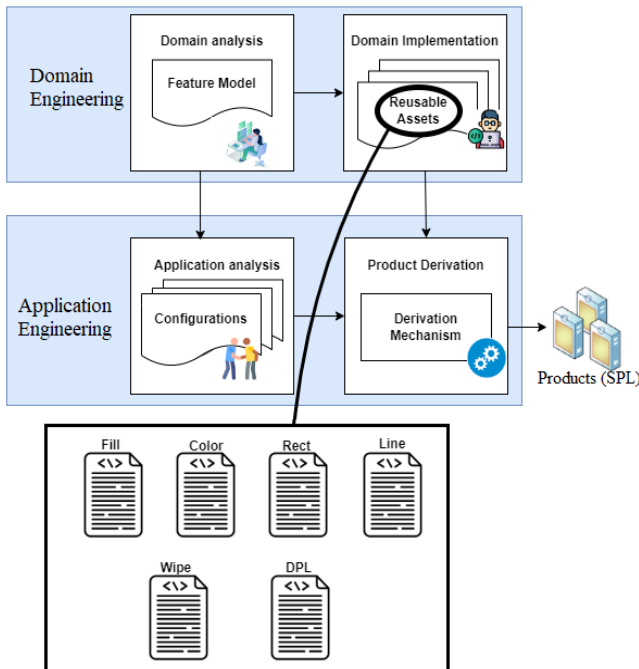 Domain analysis
Domain Implementation
Feature Model
Reusable
Assets
Domain
Engineering
Application analysis
Product Derivation
Configurations
Derivation
Mechanism
Application
Engineering
Products (SPL)
Fill
Color
Rect
Line
<\>
<\>
<\>
<\>
Wipe
DPL
<\>
<\>